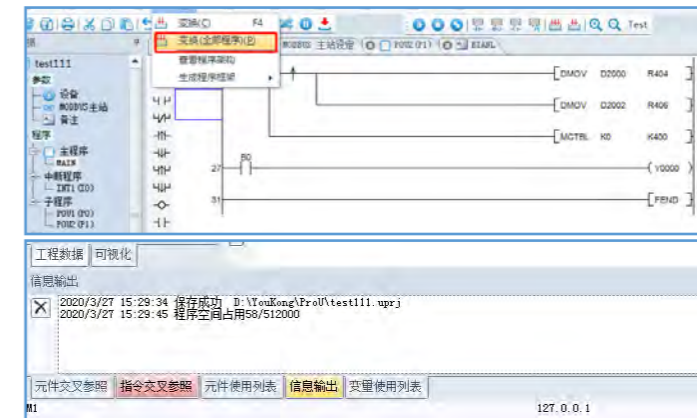 变换(C) F4
Test
变换(全部程序)(P)
MODBUS 主站设置
POU2(P1)
查看程序架构
生成程序框架
test111
参数
设备
MODBUS主站
备注
程序
主程序
MAIN
中断程序
INT1(I0)
子程序
POU1(P0)
POU2(P1)
DMOV D2000 R404
DMOV D2002 R406
K0 K400
27
Y0000
31
FEND
工程数据 可视化
信息输出
2020/3/27 15:29:34 保存成功 D:\YouKong\ProU\test111.uprj
2020/3/27 15:29:45 程序空间占用58/512000
元件交叉参照 指令交叉参照 元件使用列表 信息输出 变量使用列表
M1 127.0.0.1